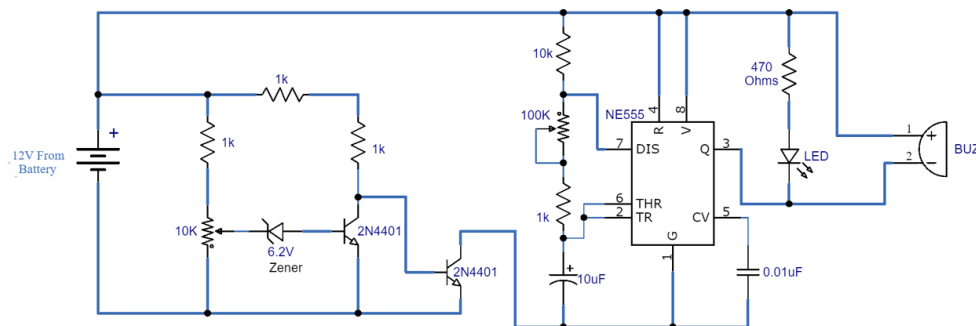 1k
10k
470
Ohms
100K
NE555
4
8
R
V
1k
1k
12V From
Battery
+
7
DIS
Q
3
LED
1
+
2
-
BUZ
1k
6
THR
2
TR
CV
5
10K
6.2V
Zener
2N4401
2N4401
G
1
+
10uF
0.01uF